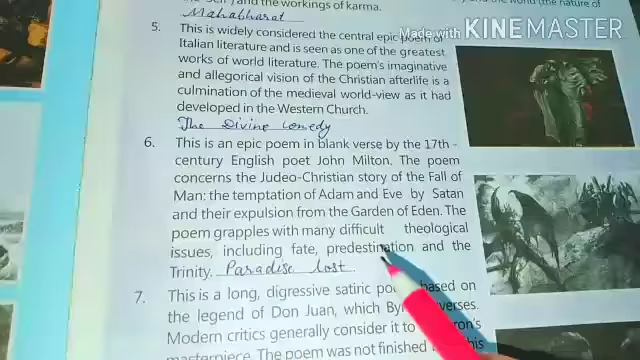 and the workings of karma.
the nature of
Mahabharat
Made with KINEMASTER
5. This is widely considered the central epic poem of
Italian literature and is seen as one of the greatest
works of world literature. The poem's imaginative
and allegorical vision of the Christian afterlife is a
culmination of the medieval world-view as it had
developed in the Western Church.
The Divine Comedy
6. This is an epic poem in blank verse by the 17th-
century English poet John Milton. The poem
concerns the Judeo-Christian story of the Fall of
Man: the temptation of Adam and Eve by Satan
and their expulsion from the Garden of Eden. The
poem grapples with many difficult theological
issues, including fate, predestination and the
Trinity. Paradise Lost
7. This is a long, digressive satiric based on
the legend of Don Juan, which verses.
Modern critics generally consider it to
masterpiece. The poem was not finished